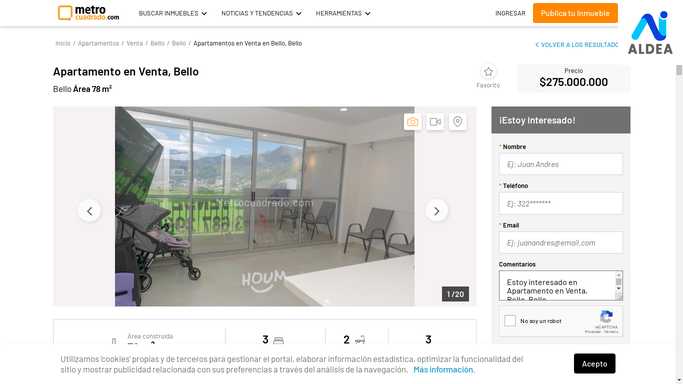 metro
cuadrado.com
BUSCAR INMUEBLES
NOTICIAS Y TENDENCIAS
HERRAMIENTAS
INGRESAR
Publica tu Inmueble
ALDEA
Inicio / Apartamentos / Venta / Bello / Bello / Apartamentos en Venta en Bello, Bello
VOLVER A LOS RESULTADO
Apartamento en Venta, Bello
Bello Área 78 m²
Favorito
Precio
$275.000.000
metrocuadrado.com
HOUM
1 / 20
¡Estoy Interesado!
* Nombre
Ej: Juan Andres
* Teléfono
Ej: 322*******
* Email
Ej: juanandres@email.com
Comentarios
Estoy interesado en
Apartamento en Venta,
Bello, Bello
No soy un robot
reCAPTCHA
Privacidad - Términos
Área construida
3
2
3
Utilizamos 'cookies' propias y de terceros para gestionar el portal, elaborar información estadística, optimizar la funcionalidad del
sitio y mostrar publicidad relacionada con sus preferencias a través del análisis de la navegación. Más información.
Acepto